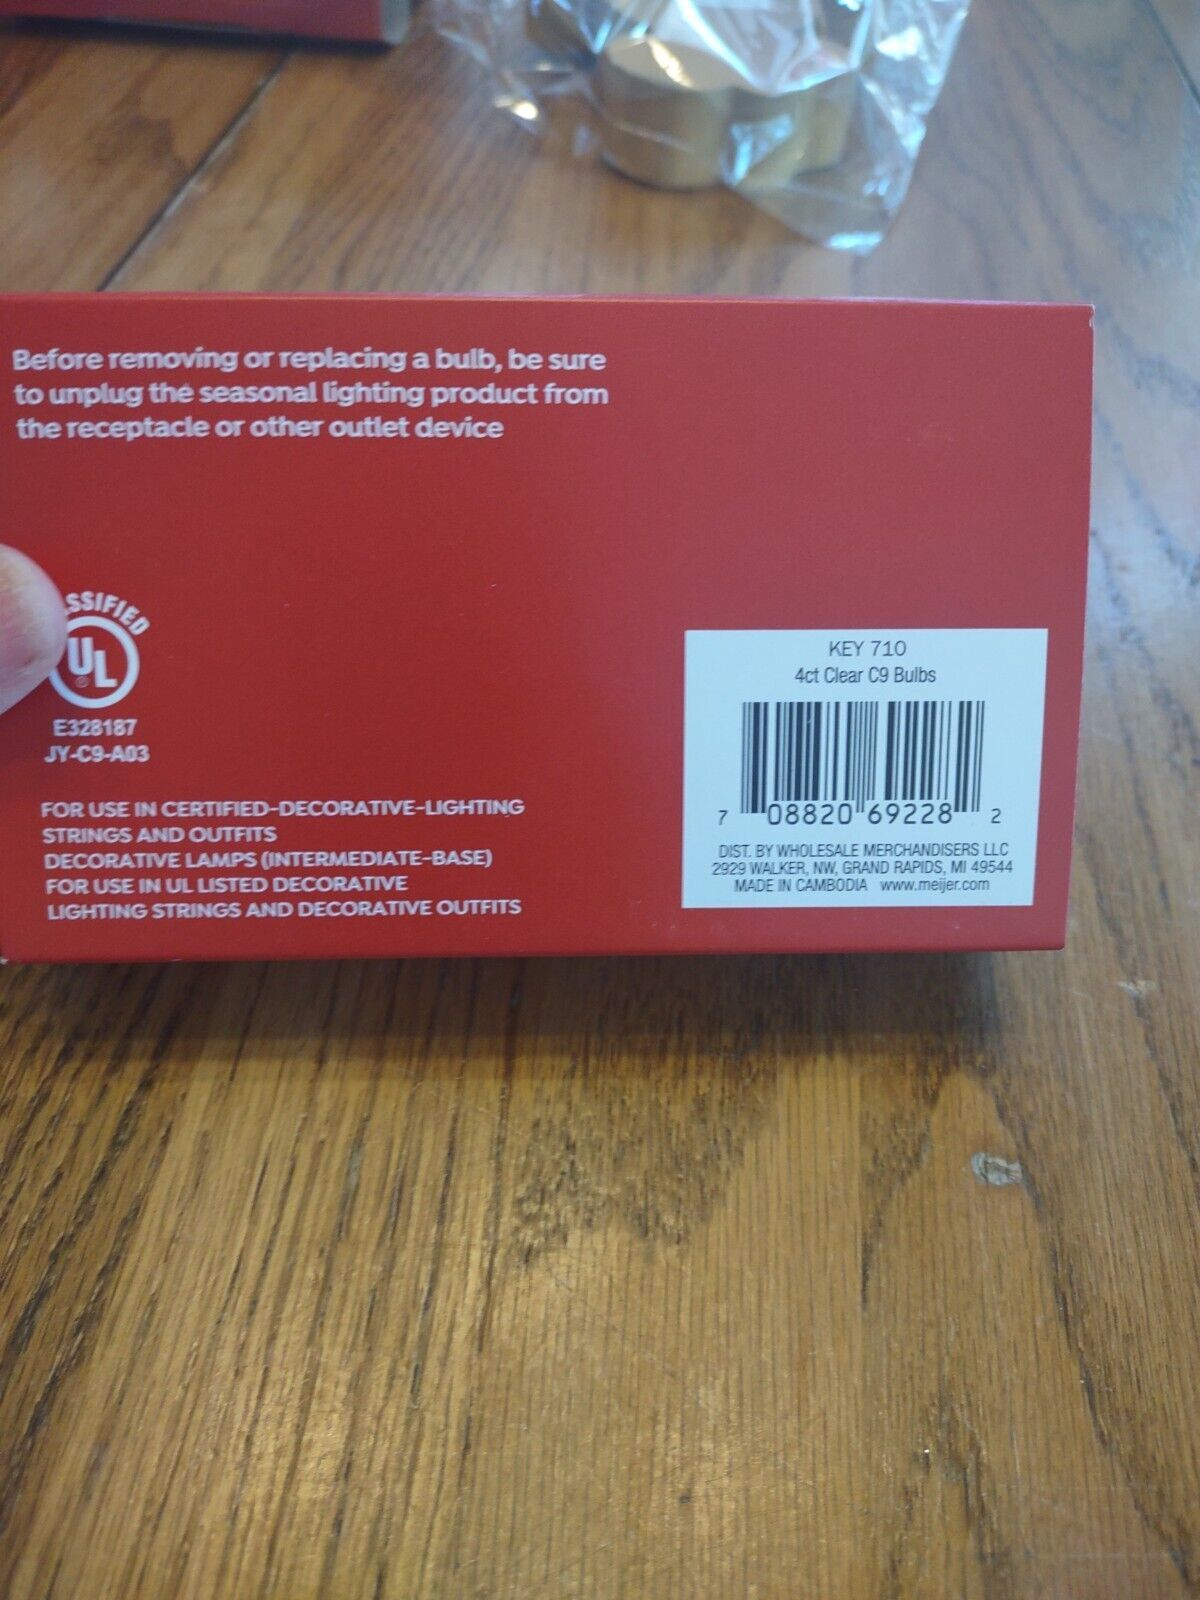 Before removing or replacing a bulb, be sure
to unplug the seasonal lighting product from
the receptacle or other outlet device
UL
E328187
JY-C9-A03
FOR USE IN CERTIFIED-DECORATIVE-LIGHTING
STRINGS AND OUTFITS
DECORATIVE LAMPS (INTERMEDIATE-BASE)
FOR USE IN UL LISTED DECORATIVE
LIGHTING STRINGS AND DECORATIVE OUTFITS
KEY 710
4ct Clear C9 Bulbs
7 08820 69228 2
DIST. BY WHOLESALE MERCHANDISERS LLC
2929 WALKER, NW, GRAND RAPIDS, MI 49544
MADE IN CAMBODIA www.meijer.com